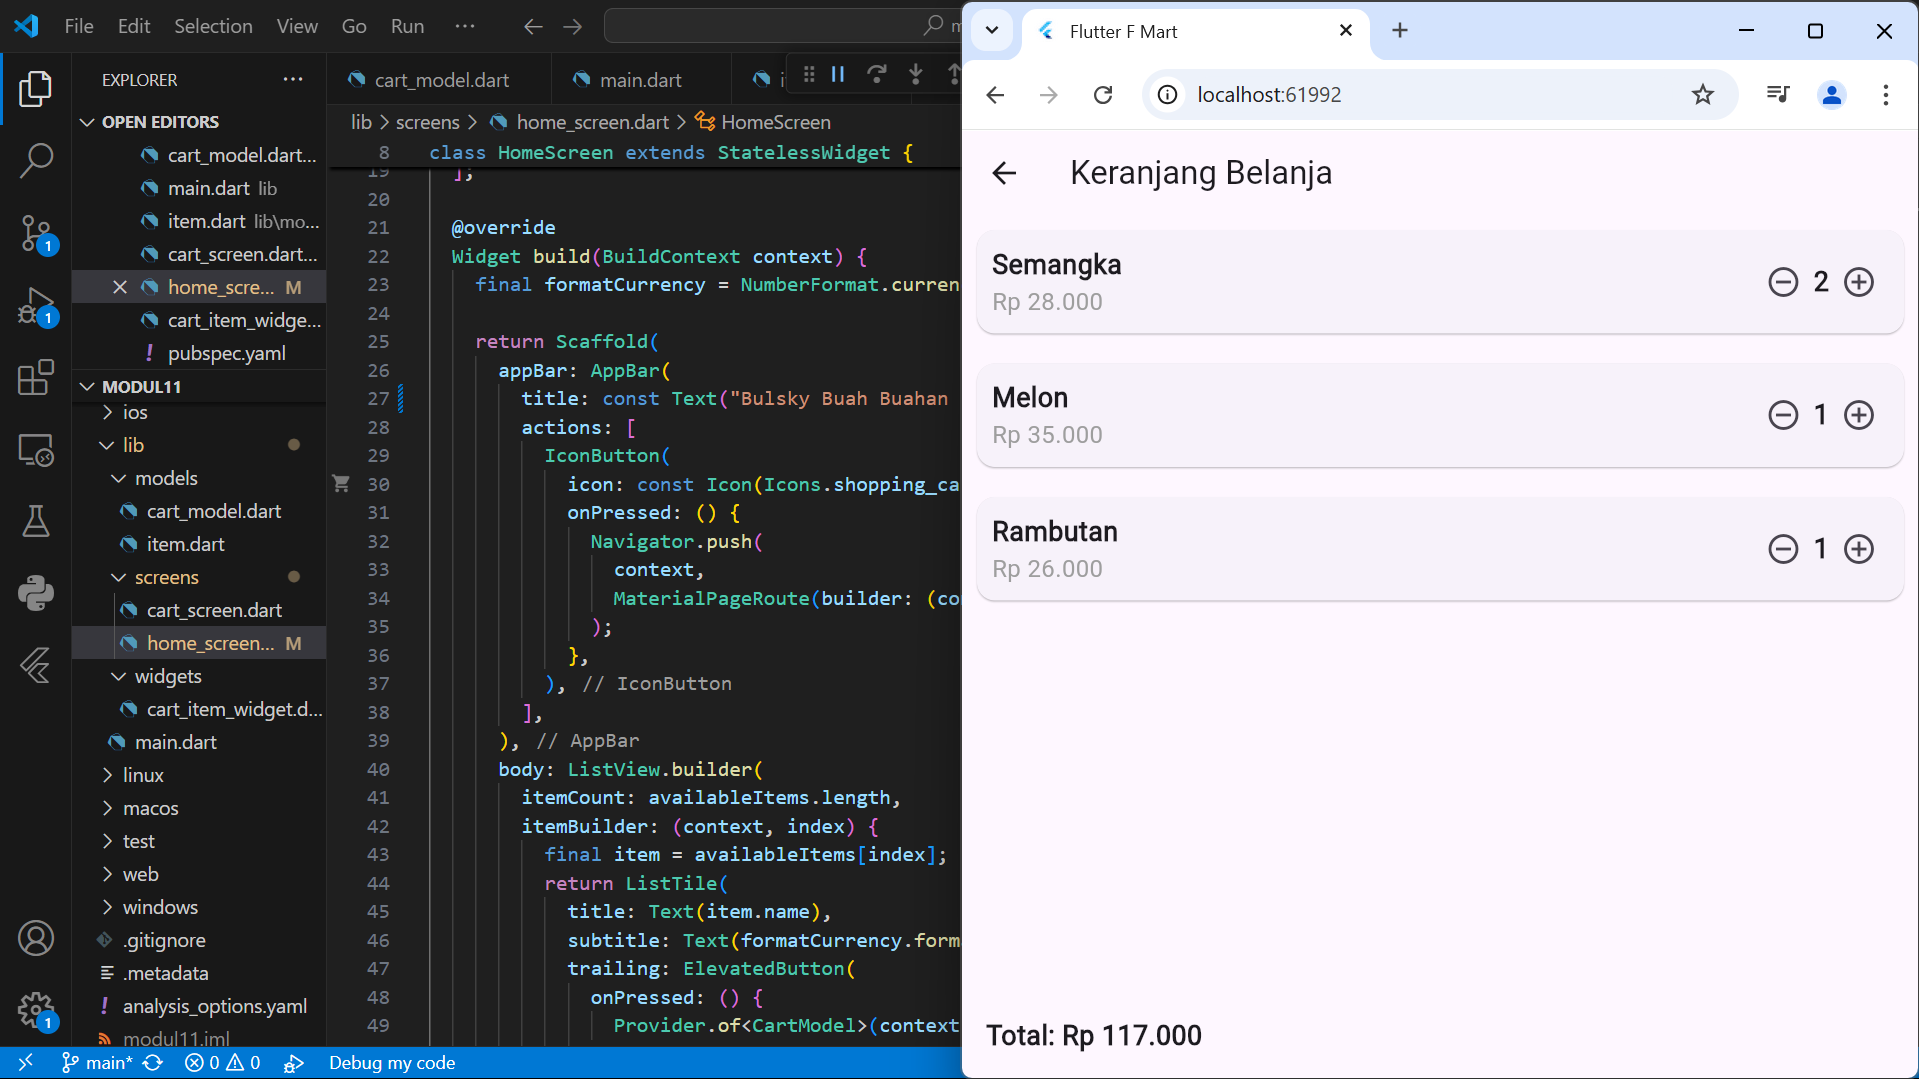 File Edit Selection View Go Run ···
EXPLORER
OPEN EDITORS
cart_model.dart...
main.dart lib
item.dart lib\mo...
cart_screen.dart...
home_scre... M
cart_item_widge...
! pubspec.yaml
MODUL11
ios
lib
models
cart_model.dart
item.dart
screens
cart_screen.dart
home_screen... M
widgets
cart_item_widget.d...
main.dart
linux
macos
test
web
windows
.gitignore
.metadata
! analysis_options.yaml
modul11.iml
1
1
1
cart_model.dart
main.dart
lib > screens > home_screen.dart > HomeScreen
8 class HomeScreen extends StatelessWidget {
19 ];
20
21 @override
22 Widget build(BuildContext context) {
23 final formatCurrency = NumberFormat.curren
24
25 return Scaffold(
26 appBar: AppBar(
27 title: const Text("Bulsky Buah Buahan
28 actions: [
29 IconButton(
30 icon: const Icon(Icons.shopping_ca
31 onPressed: () {
32 Navigator.push(
33 context,
34 MaterialPageRoute(builder: (co
35 );
36 },
37 ), // IconButton
38 ],
39 ), // AppBar
40 body: ListView.builder(
41 itemCount: availableItems.length,
42 itemBuilder: (context, index) {
43 final item = availableItems[index];
44 return ListTile(
45 title: Text(item.name),
46 subtitle: Text(formatCurrency.form
47 trailing: ElevatedButton(
48 onPressed: () {
49 Provider.of<CartModel>(context
main* 0 0 Debug my code
Flutter F Mart
localhost:61992
Keranjang Belanja
Semangka
Rp 28.000
2
Melon
Rp 35.000
1
Rambutan
Rp 26.000
1
Total: Rp 117.000